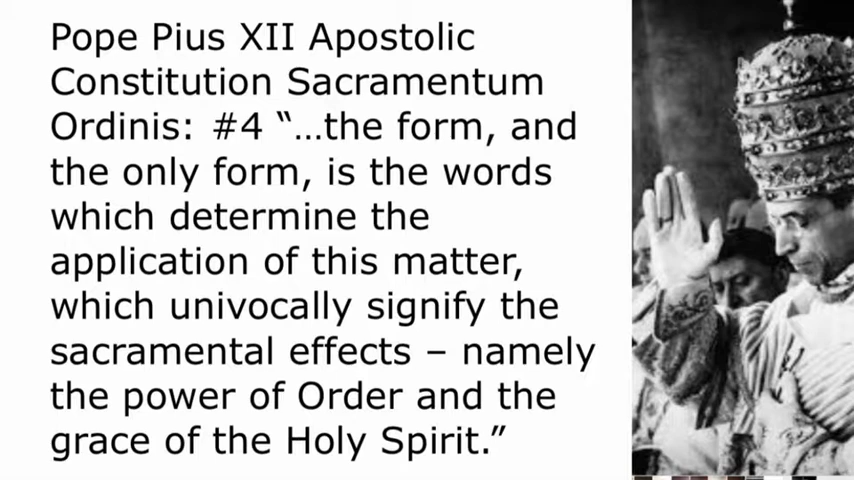 Pope Pius XII Apostolic
Constitution Sacramentum
Ordinis: #4 “...the form, and
the only form, is the words
which determine the
application of this matter,
which univocally signify the
sacramental effects – namely
the power of Order and the
grace of the Holy Spirit.”